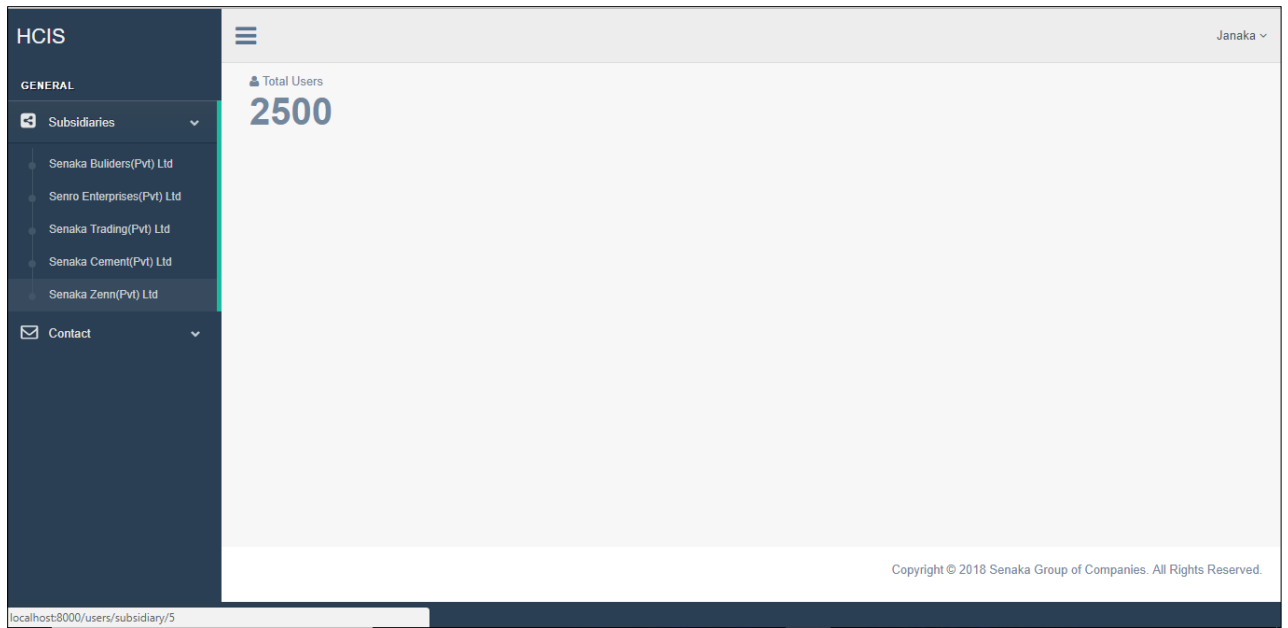 HCIS
Janaka
GENERAL
Total Users
2500
Subsidiaries
Senaka Buliders(Pvt) Ltd
Senro Enterprises(Pvt) Ltd
Senaka Trading(Pvt) Ltd
Senaka Cement(Pvt) Ltd
Senaka Zenn(Pvt) Ltd
Contact
Copyright © 2018 Senaka Group of Companies. All Rights Reserved.
localhost:8000/users/subsidiary/5